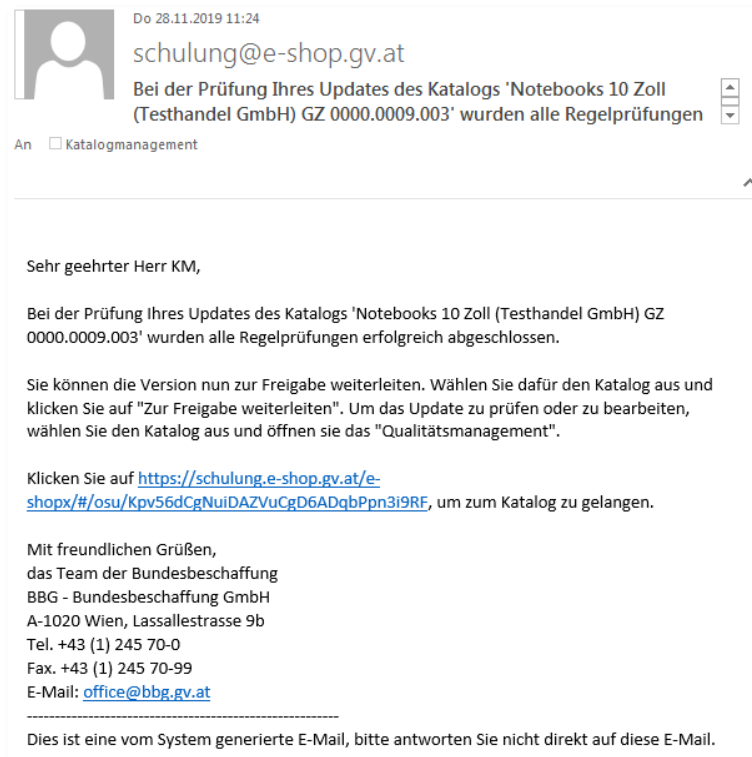 Do 28.11.2019 11:24
schulung@e-shop.gv.at
Bei der Prüfung Ihres Updates des Katalogs 'Notebooks 10 Zoll
(Testhandel GmbH) GZ 0000.0009.003' wurden alle Regelprüfungen
An Katalogmanagement
Sehr geehrter Herr KM,
Bei der Prüfung Ihres Updates des Katalogs 'Notebooks 10 Zoll (Testhandel GmbH) GZ
0000.0009.003' wurden alle Regelprüfungen erfolgreich abgeschlossen.
Sie können die Version nun zur Freigabe weiterleiten. Wählen Sie dafür den Katalog aus und
klicken Sie auf "Zur Freigabe weiterleiten". Um das Update zu prüfen oder zu bearbeiten,
wählen Sie den Katalog aus und öffnen sie das "Qualitätsmanagement".
Klicken Sie auf https://schulung.e-shop.gv.at/e-
shopx/#/osu/Kpv56dCgNuiDAZVuCgD6ADqbPpn3i9RF, um zum Katalog zu gelangen.
Mit freundlichen Grüßen,
das Team der Bundesbeschaffung
BBG - Bundesbeschaffung GmbH
A-1020 Wien, Lassallestrasse 9b
Tel. +43 (1) 245 70-0
Fax. +43 (1) 245 70-99
E-Mail: office@bbg.gv.at
--------------------------------------------------------
Dies ist eine vom System generierte E-Mail, bitte antworten Sie nicht direkt auf diese E-Mail.